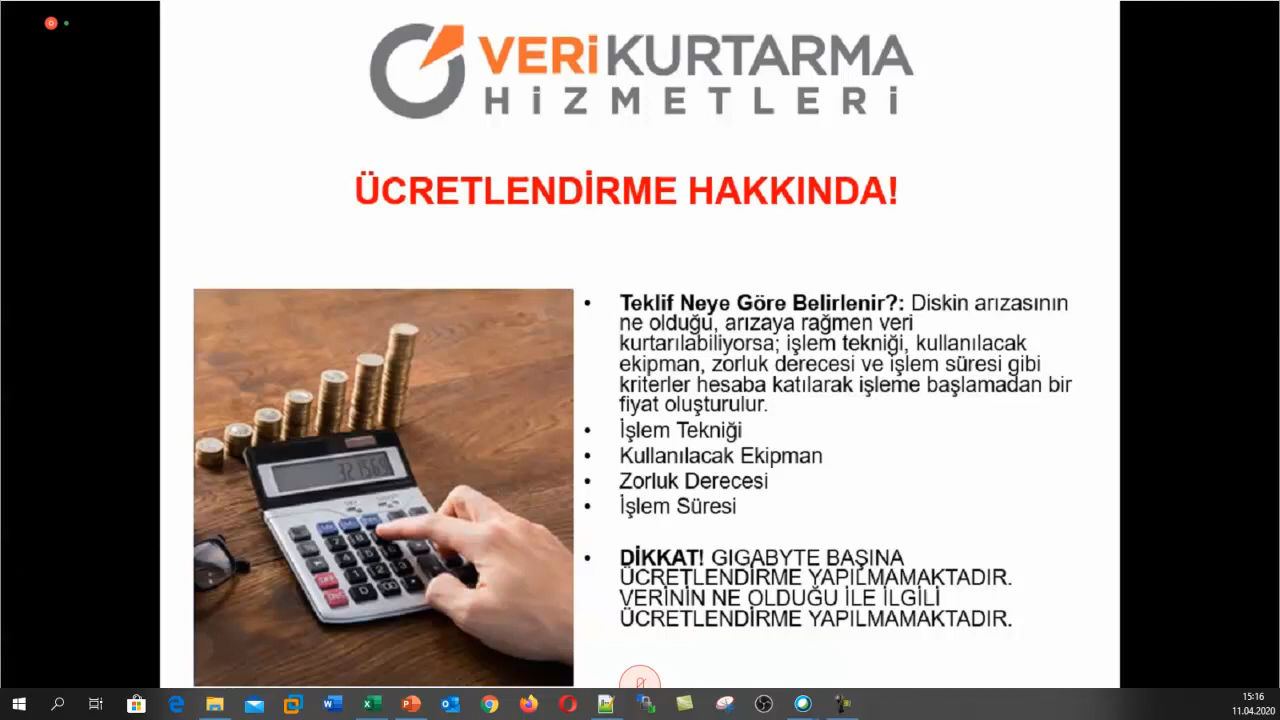 VERİKURTARMA
HİZMETLERİ
ÜCRETLENDİRME HAKKINDA!
• Teklif Neye Göre Belirlenir?: Diskin arızasının
ne olduğu, arızaya rağmen veri
kurtarılabiliyorsa; işlem tekniği, kullanılacak
ekipman, zorluk derecesi ve işlem süresi gibi
kriterler hesaba katılarak işleme başlamadan bir
fiyat oluşturulur.
• İşlem Tekniği
• Kullanılacak Ekipman
• Zorluk Derecesi
• İşlem Süresi
• DİKKAT! GIGABYTE BAŞINA
ÜCRETLENDİRME YAPILMAMAKTADIR.
VERİNİN NE OLDUĞU İLE İLGİLİ
ÜCRETLENDİRME YAPILMAMAKTADIR.
15:16
11.04.2020